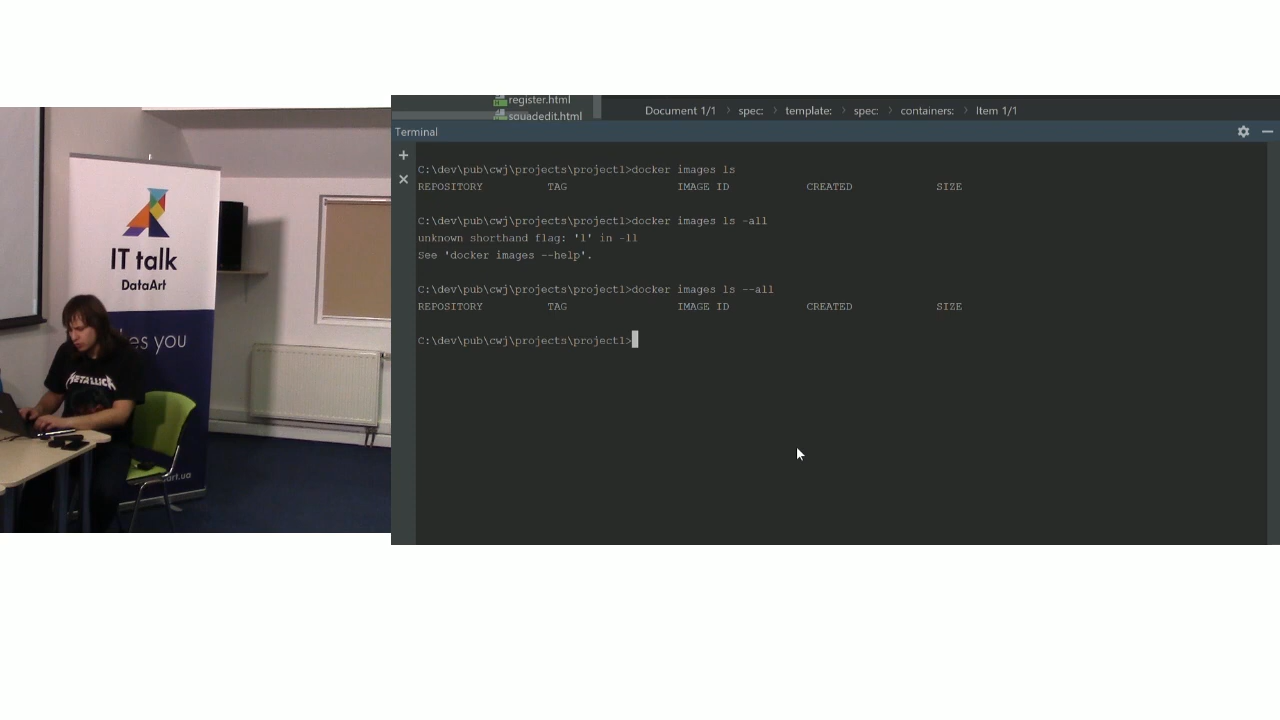 register.html
squadedit.html
Document 1/1 spec: template: spec: containers: Item 1/1
Terminal
C:\dev\pub\cwj\projects\project1>docker images ls
REPOSITORY TAG IMAGE ID CREATED SIZE
C:\dev\pub\cwj\projects\project1>docker images ls -all
unknown shorthand flag: 'l' in -ll
See 'docker images --help'.
C:\dev\pub\cwj\projects\project1>docker images ls --all
REPOSITORY TAG IMAGE ID CREATED SIZE
C:\dev\pub\cwj\projects\project1>
IT talk
DataArt
you
METALLICA